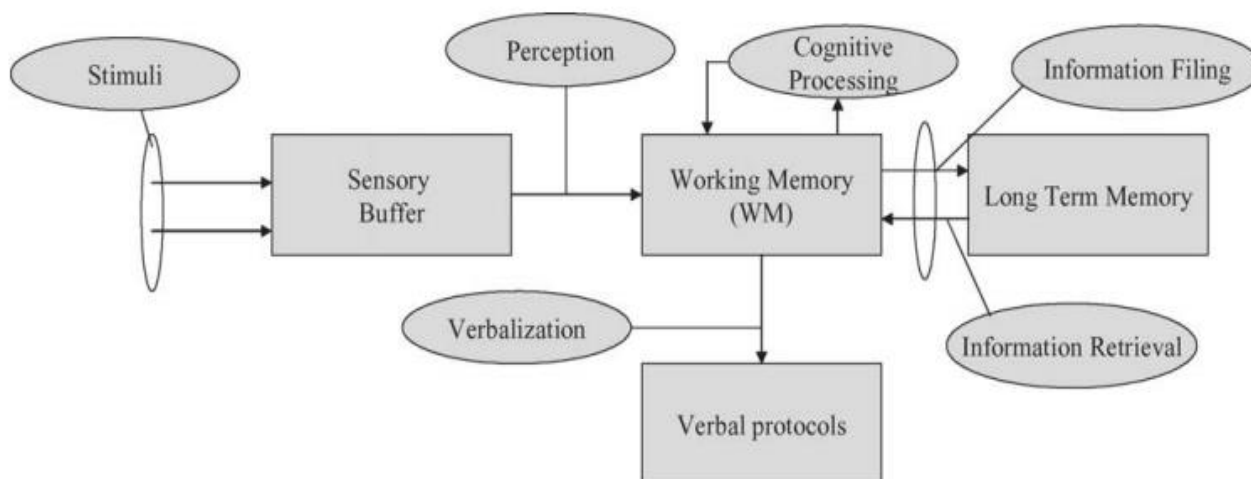 Stimuli
Perception
Cognitive
Processing
Information Filing
Sensory
Buffer
Working Memory
(WM)
Long Term Memory
Verbalization
Information Retrieval
Verbal protocols